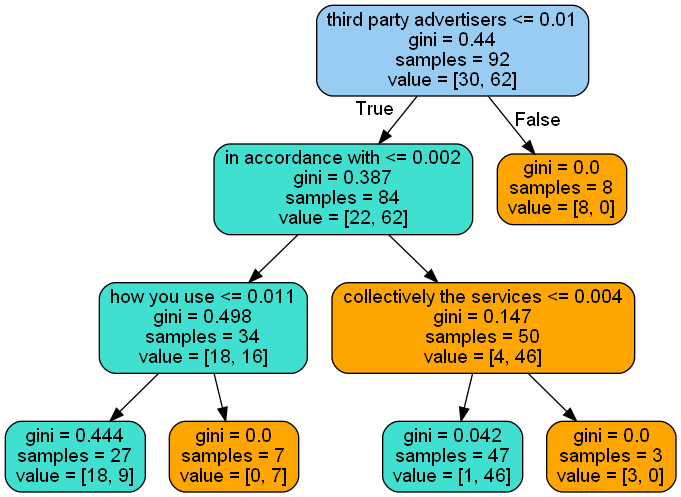 third party advertisers <= 0.01
gini = 0.44
samples = 92
value = [30, 62]
True
False
in accordance with <= 0.002
gini = 0.387
samples = 84
value = [22, 62]
gini = 0.0
samples = 8
value = [8, 0]
how you use <= 0.011
gini = 0.498
samples = 34
value = [18, 16]
collectively the services <= 0.004
gini = 0.147
samples = 50
value = [4, 46]
gini = 0.444
samples = 27
value = [18, 9]
gini = 0.0
samples = 7
value = [0, 7]
gini = 0.042
samples = 47
value = [1, 46]
gini = 0.0
samples = 3
value = [3, 0]